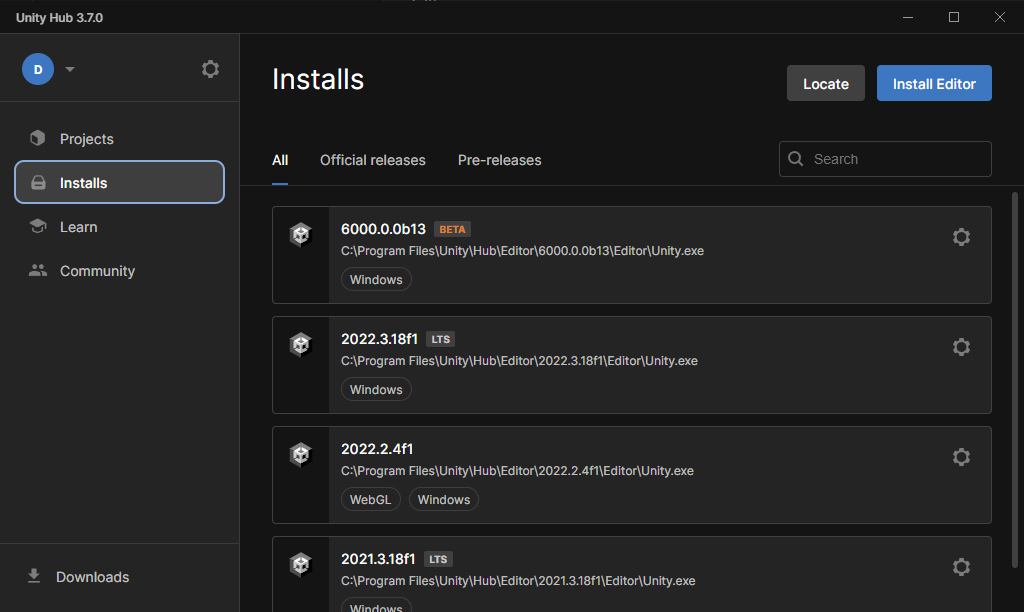 Unity Hub 3.7.0
D
Projects
Installs
Learn
Community
Downloads
Installs
Locate
Install Editor
All
Official releases
Pre-releases
Search
6000.0.0b13 BETA
C:\Program Files\Unity\Hub\Editor\6000.0.0b13\Editor\Unity.exe
Windows
2022.3.18f1 LTS
C:\Program Files\Unity\Hub\Editor\2022.3.18f1\Editor\Unity.exe
Windows
2022.2.4f1
C:\Program Files\Unity\Hub\Editor\2022.2.4f1\Editor\Unity.exe
WebGL Windows
2021.3.18f1 LTS
C:\Program Files\Unity\Hub\Editor\2021.3.18f1\Editor\Unity.exe
Windows